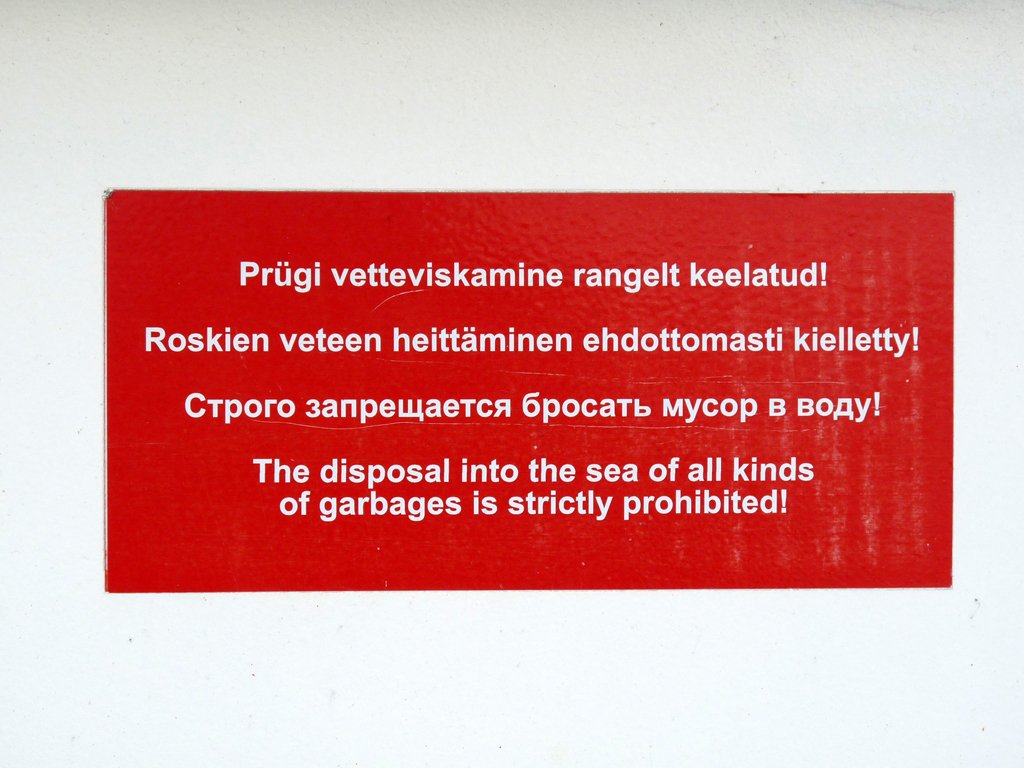 Prügi vetteviskamine rangelt keelatud!
Roskien veteen heittäminen ehdottomasti kielletty!
Строго запрещается бросать мусор в воду!
The disposal into the sea of all kinds
of garbages is strictly prohibited!